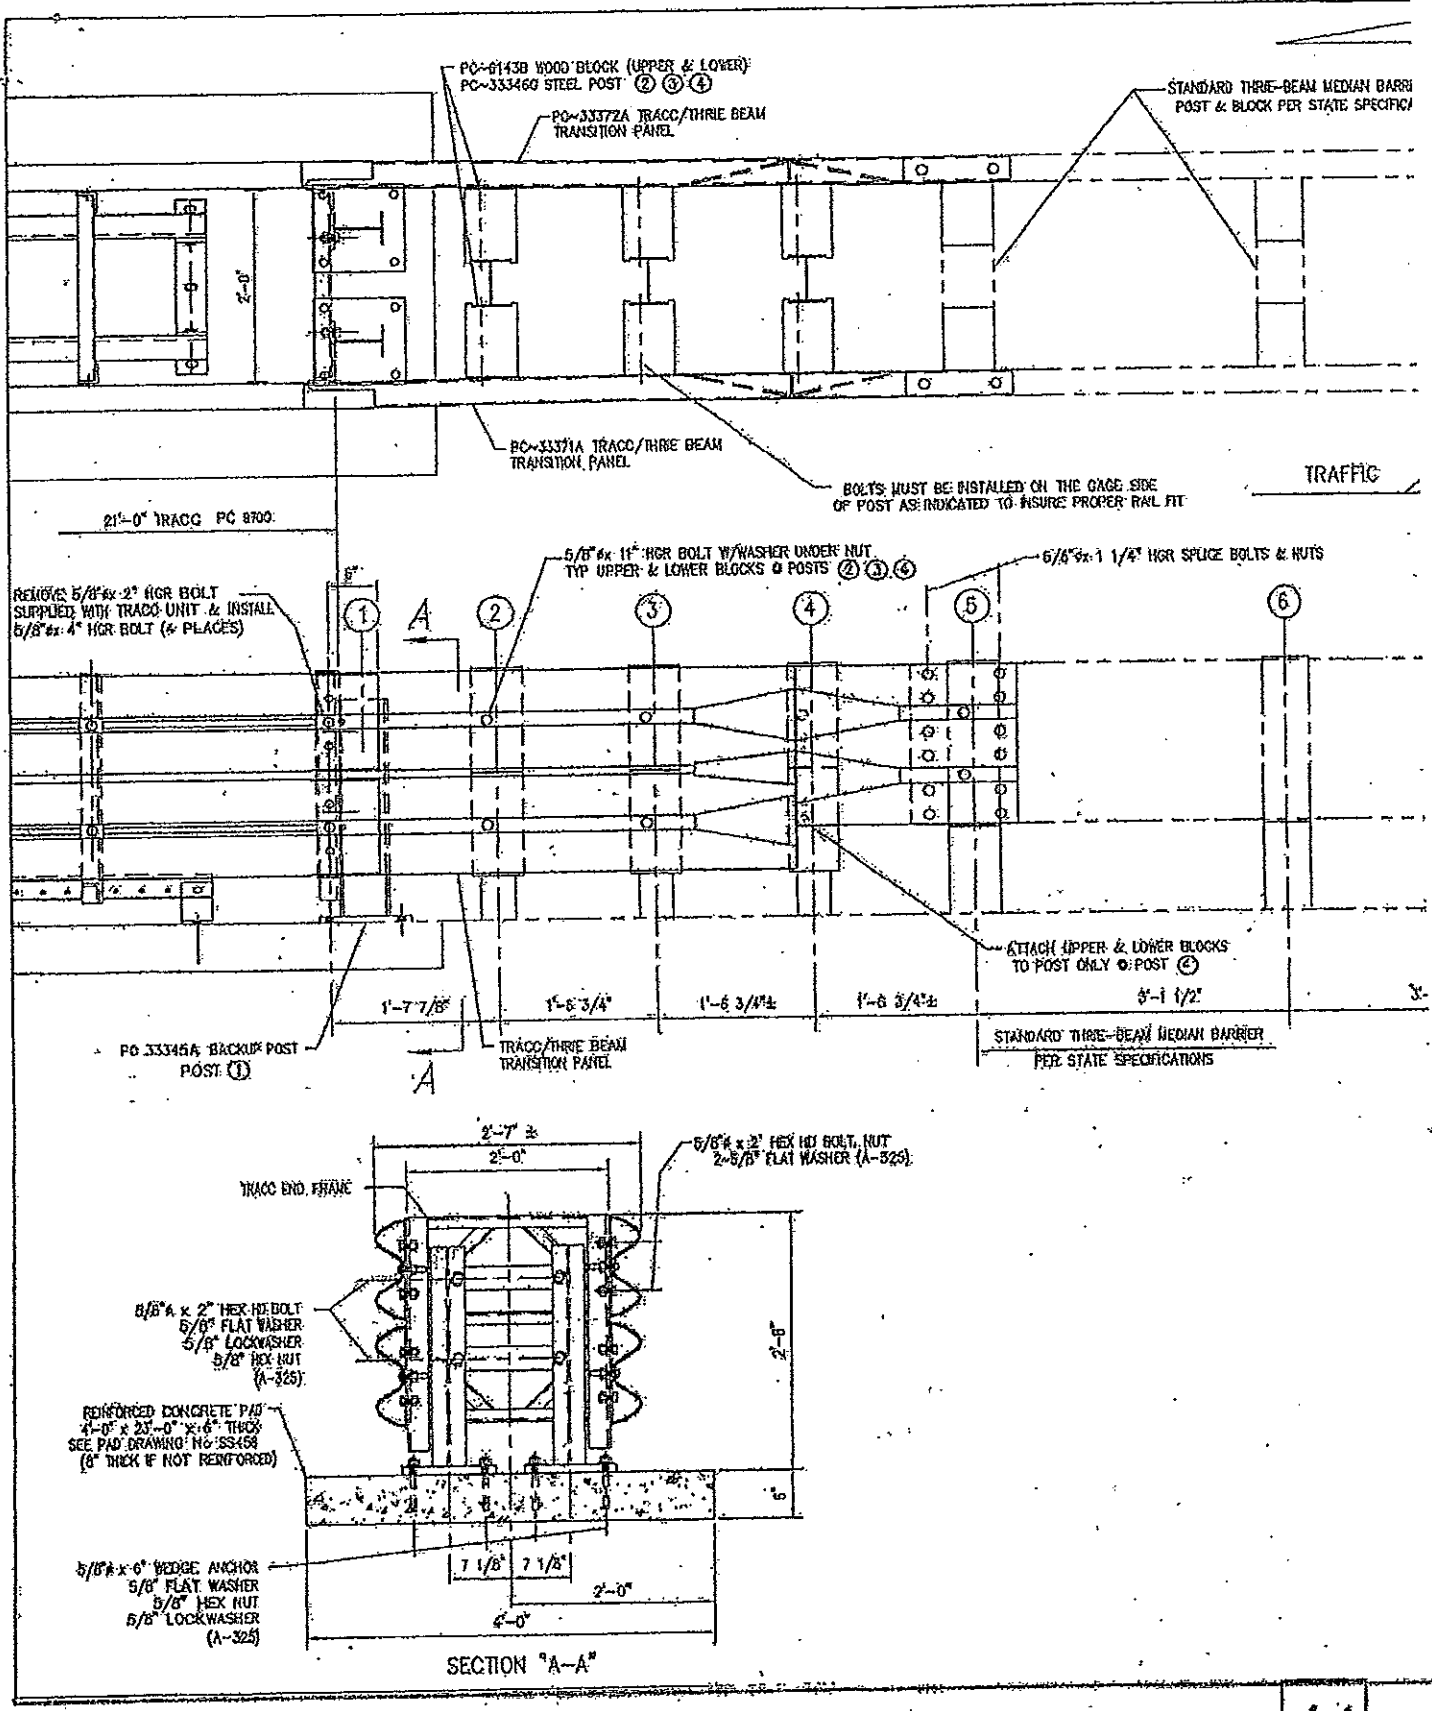 PC~6143B WOOD BLOCK (UPPER & LOWER)
PC~33346G STEEL POST ② ③ ④
PC~33372A TRACC/THRIE BEAM
TRANSITION PANEL
STANDARD THRIE-BEAM MEDIAN BARRI
POST & BLOCK PER STATE SPECIFICA
2'-0"
PC~33371A TRACC/THRIE BEAM
TRANSITION PANEL
BOLTS MUST BE INSTALLED ON THE GAGE SIDE
OF POST AS INDICATED TO INSURE PROPER RAIL FIT
TRAFFIC
21'-0" TRACC PC 8700
REMOVE 5/8"ø x 2" HGR BOLT
SUPPLIED WITH TRACC UNIT & INSTALL
5/8"ø x 4" HGR BOLT (4 PLACES)
6"
5/8"ø x 11" HGR BOLT W/WASHER UNDER NUT
TYP UPPER & LOWER BLOCKS @ POSTS ② ③ ④
5/8"ø x 1 1/4" HGR SPLICE BOLTS & NUTS
① A ② ③ ④ ⑤ ⑥
ATTACH UPPER & LOWER BLOCKS
TO POST ONLY @ POST ④
1'-7 7/8" 1'-6 3/4" 1'-6 3/4"± 1'-6 3/4"± 3'-1 1/2" 3'-
PC 33345A BACKUP POST
POST ①
A
TRACC/THRIE BEAM
TRANSITION PANEL
STANDARD THRIE-BEAM MEDIAN BARRIER
PER STATE SPECIFICATIONS
2'-7" ±
2'-0"
TRACC END FRAME
5/8"ø x 2" HEX HD BOLT, NUT
2~5/8" FLAT WASHER (A-325)
5/8"ø x 2" HEX HD BOLT
5/8" FLAT WASHER
5/8" LOCKWASHER
5/8" HEX NUT
(A-325)
2'-8"
REINFORCED CONCRETE PAD
4'-0" x 23'-0" x 6" THICK
SEE PAD DRAWING No SS458
(8" THICK IF NOT REINFORCED)
6"
5/8"ø x 6" WEDGE ANCHOR
5/8" FLAT WASHER
5/8" HEX NUT
5/8" LOCKWASHER
(A-325)
7 1/8" 7 1/8"
2'-0"
4'-0"
SECTION "A-A"